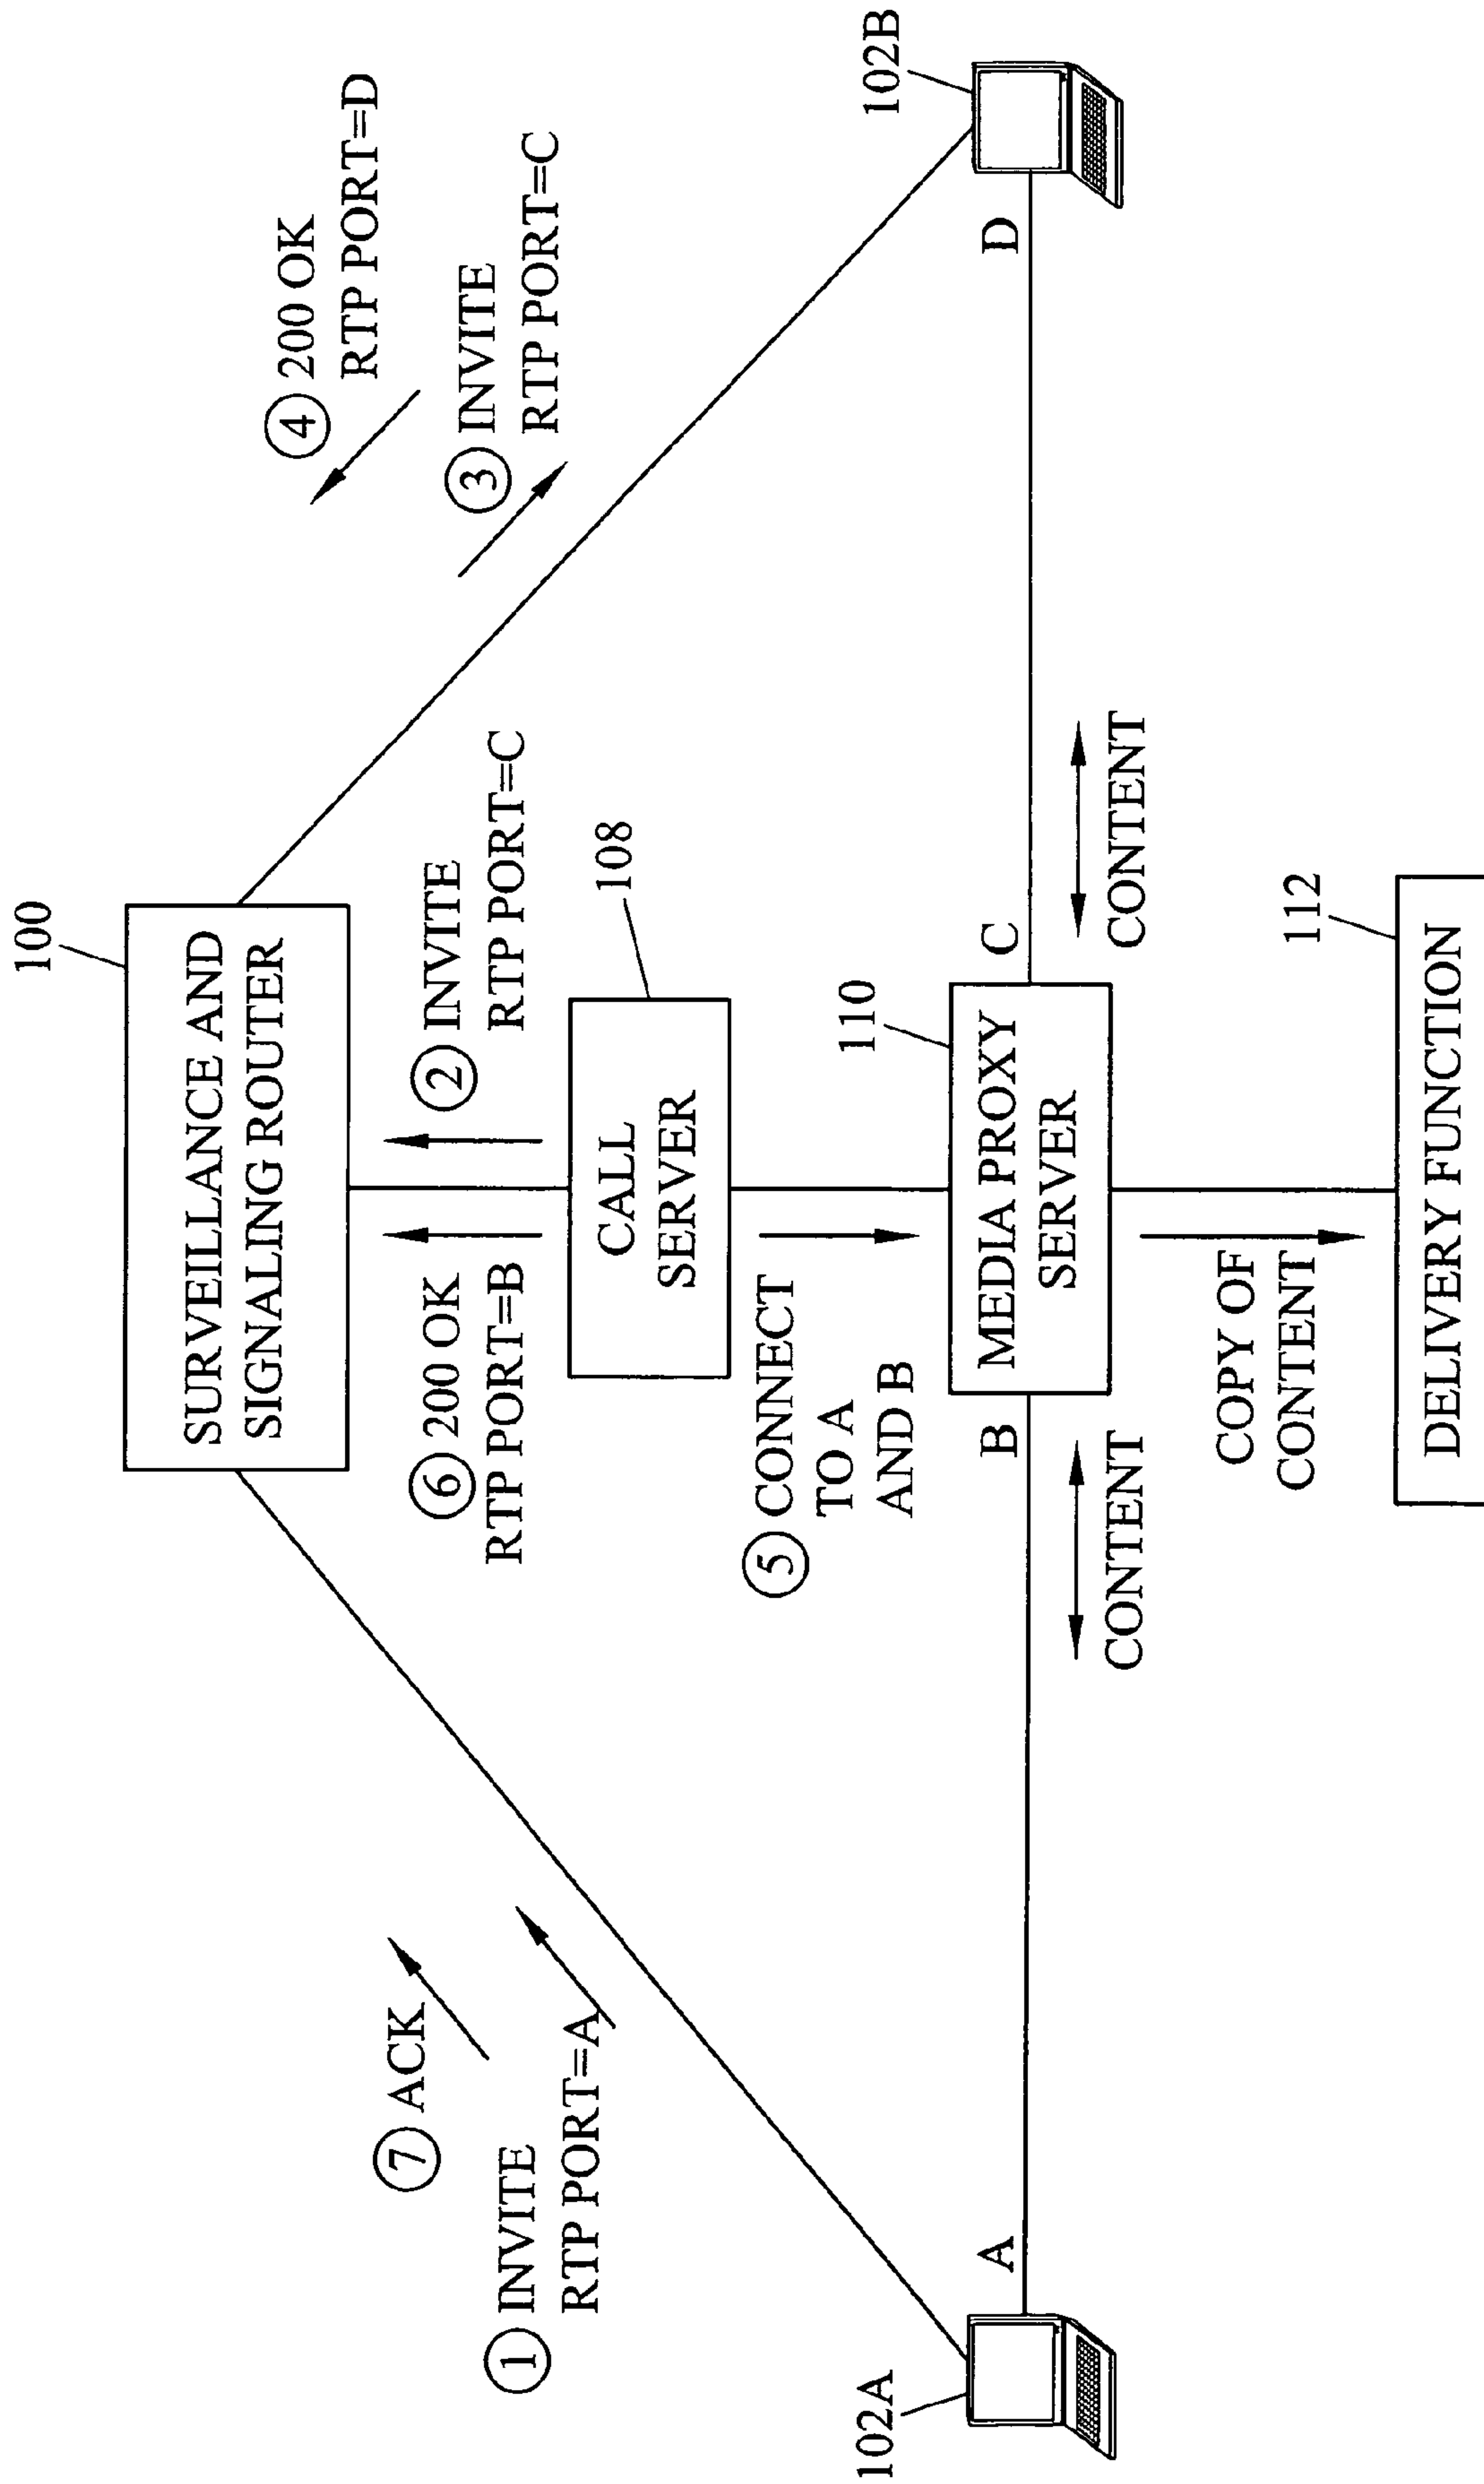 100
SURVEILLANCE AND
SIGNALING ROUTER
④ 200 OK
RTP PORT=D
③ INVITE
RTP PORT=C
⑦ ACK
① INVITE
RTP PORT=A
⑥ 200 OK
RTP PORT=B
② INVITE
RTP PORT=C
108
CALL
SERVER
⑤ CONNECT
TO A
AND B
110
MEDIA PROXY
SERVER
102A
A
B
C
D
102B
CONTENT
CONTENT
COPY OF
CONTENT
112
DELIVERY FUNCTION